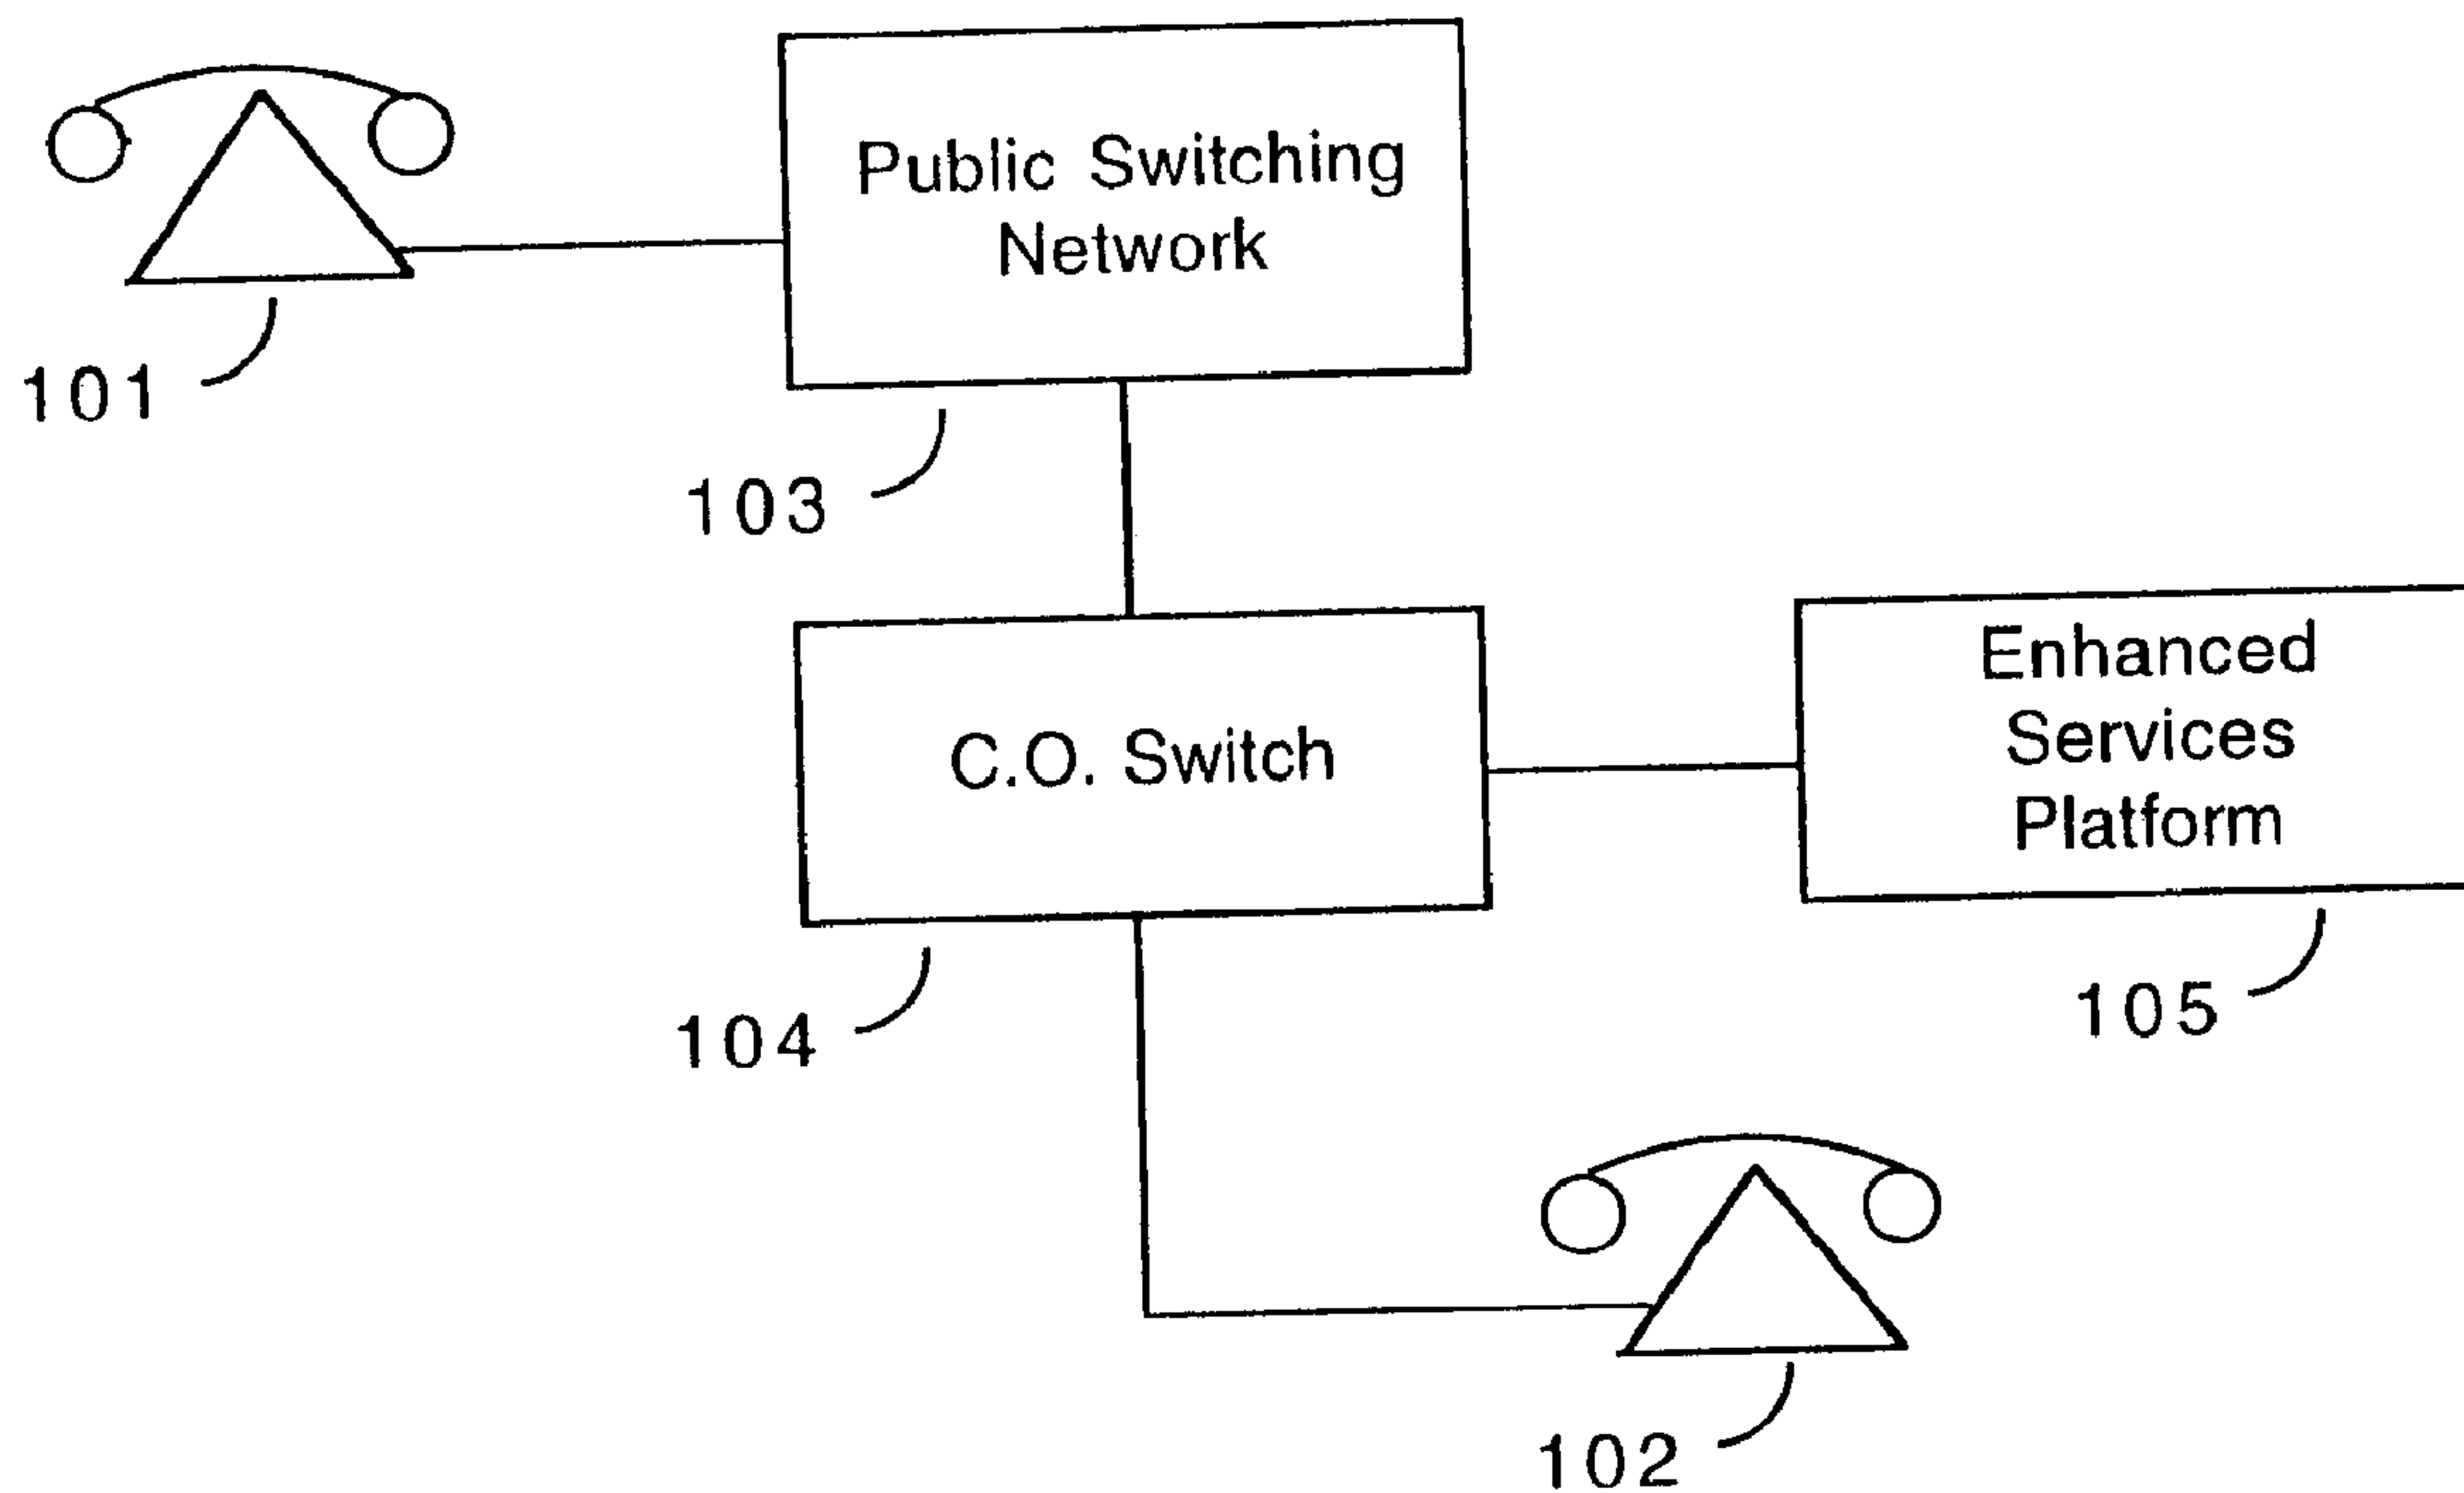 Public Switching
Network
101
103
Enhanced
Services
Platform
C.O. Switch
105
104
102